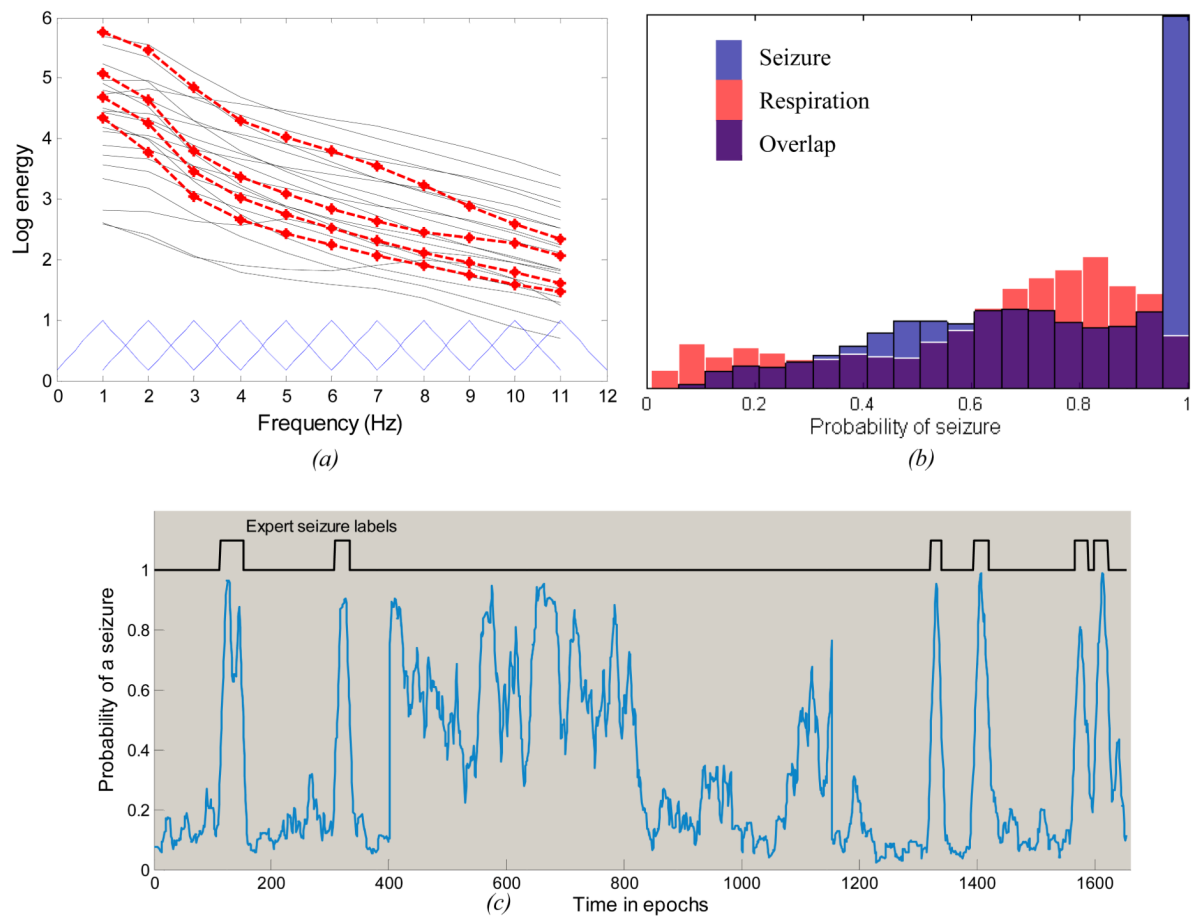 6
5
4
3
2
1
0
Log energy
0 1 2 3 4 5 6 7 8 9 10 11 12
Frequency (Hz)
(a)
Seizure
Respiration
Overlap
0 0.2 0.4 0.6 0.8 1
Probability of seizure
(b)
Expert seizure labels
1
0.8
0.6
0.4
0.2
0
Probability of a seizure
0 200 400 600 800 1000 1200 1400 1600
(c)
Time in epochs